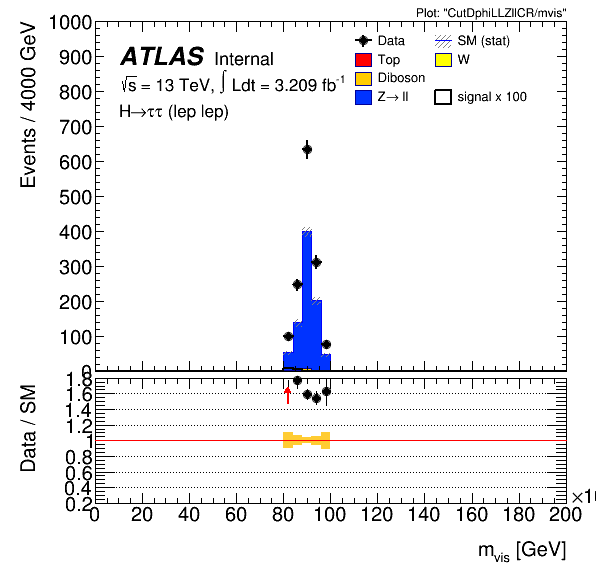 Plot: "CutDphiLLZllCR/mvis"
ATLAS Internal
√s = 13 TeV, ∫ Ldt = 3.209 fb⁻¹
H→ττ (lep lep)
Data
SM (stat)
Top
W
Diboson
Z→ ll
signal x 100
Events / 4000 GeV
1000
900
800
700
600
500
400
300
200
100
0
Data / SM
1.8
1.6
1.4
1.2
1
0.8
0.6
0.4
0.2
0 20 40 60 80 100 120 140 160 180 200
m_vis [GeV]